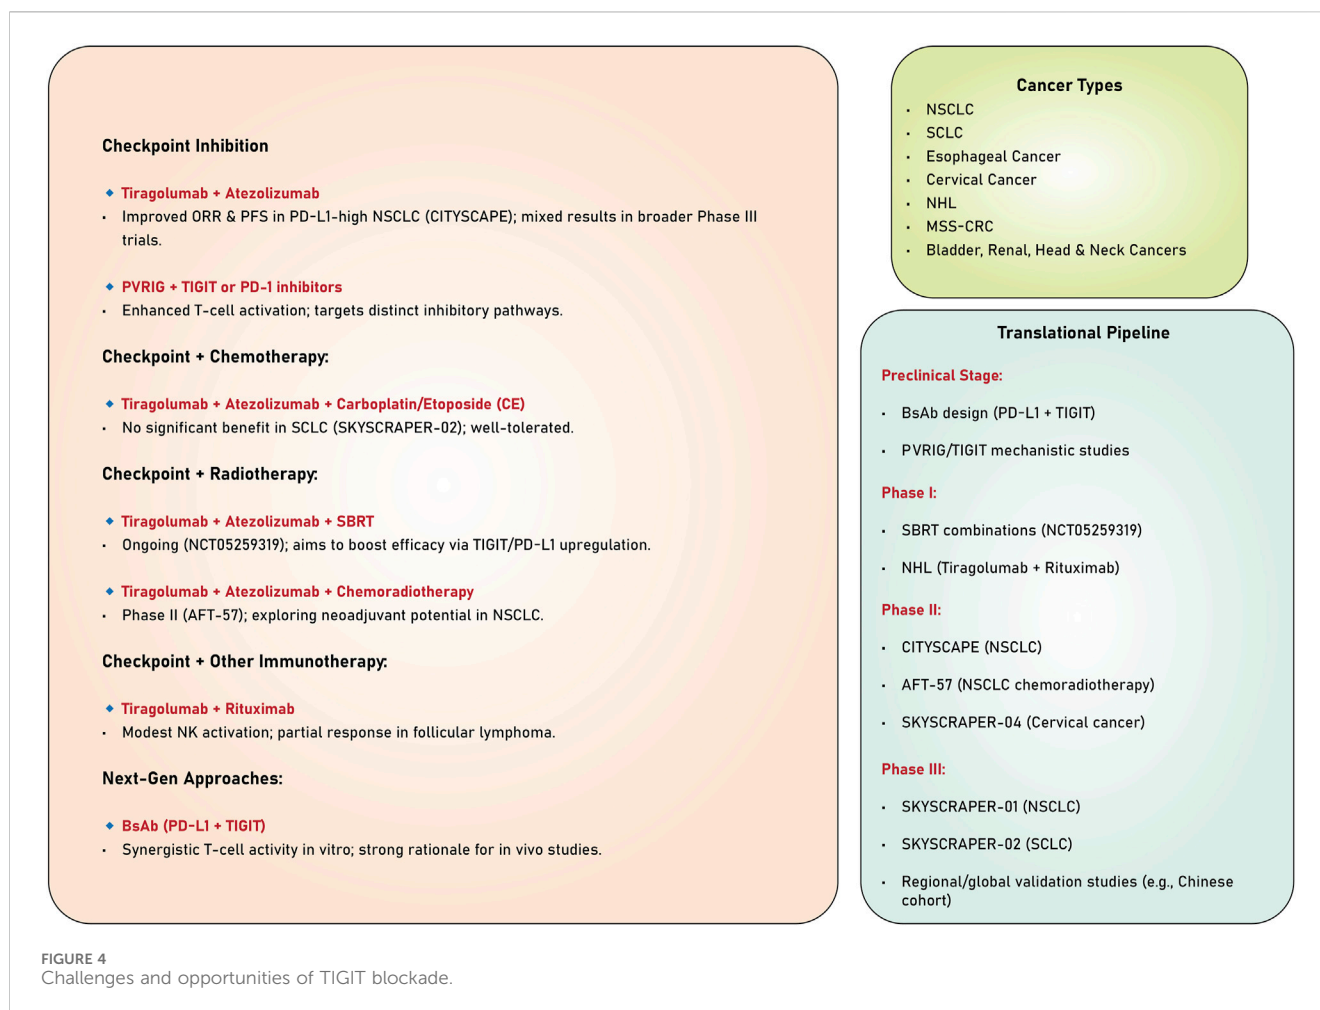 Checkpoint Inhibition
Tiragolumab + Atezolizumab
• Improved ORR & PFS in PD-L1-high NSCLC (CITYSCAPE); mixed results in broader Phase III
trials.
PVRIG + TIGIT or PD-1 inhibitors
• Enhanced T-cell activation; targets distinct inhibitory pathways.
Checkpoint + Chemotherapy:
Tiragolumab + Atezolizumab + Carboplatin/Etoposide (CE)
• No significant benefit in SCLC (SKYSCRAPER-02); well-tolerated.
Checkpoint + Radiotherapy:
Tiragolumab + Atezolizumab + SBRT
• Ongoing (NCT05259319); aims to boost efficacy via TIGIT/PD-L1 upregulation.
Tiragolumab + Atezolizumab + Chemoradiotherapy
• Phase II (AFT-57); exploring neoadjuvant potential in NSCLC.
Checkpoint + Other Immunotherapy:
Tiragolumab + Rituximab
• Modest NK activation; partial response in follicular lymphoma.
Next-Gen Approaches:
BsAb (PD-L1 + TIGIT)
• Synergistic T-cell activity in vitro; strong rationale for in vivo studies.
Cancer Types
• NSCLC
• SCLC
• Esophageal Cancer
• Cervical Cancer
• NHL
• MSS-CRC
• Bladder, Renal, Head & Neck Cancers
Translational Pipeline
Preclinical Stage:
• BsAb design (PD-L1 + TIGIT)
• PVRIG/TIGIT mechanistic studies
Phase I:
• SBRT combinations (NCT05259319)
• NHL (Tiragolumab + Rituximab)
Phase II:
• CITYSCAPE (NSCLC)
• AFT-57 (NSCLC chemoradiotherapy)
• SKYSCRAPER-04 (Cervical cancer)
Phase III:
• SKYSCRAPER-01 (NSCLC)
• SKYSCRAPER-02 (SCLC)
• Regional/global validation studies (e.g., Chinese
cohort)
FIGURE 4
Challenges and opportunities of TIGIT blockade.